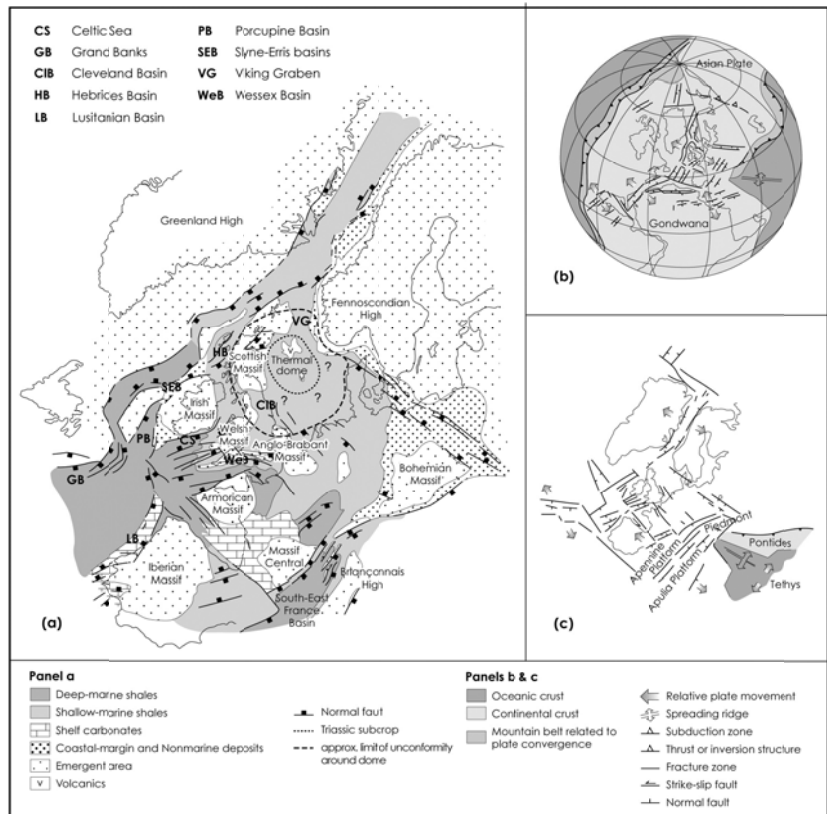 CS Celtic Sea
GB Grand Banks
CIB Cleveland Basin
HB Hebrices Basin
LB Lusitanian Basin
PB Porcupine Basin
SEB Slyne-Erris basins
VG Viking Graben
WeB Wessex Basin
Greenland High
Fennoscandian
High
VG
HB
Scottish
Massif
Thermal
dome
?
? ?
SEB
Irish
Massif
CIB
PB
CS
Welsh
Massif
Anglo-Brabant
Massif
WeB
GB
Bohemian
Massif
Armorican
Massif
LB
Iberian
Massif
Massif
Central
Briançonnais
High
South-East
France
Basin
(a)
Asian Plate
Gondwana
(b)
Piedmont
Pontides
Apennine
Platform
Apulia Platform
Tethys
(c)
Panel a
Deep-marne shales
Shallow-marine shales
Shelf carbonates
Coastal-margin and Nonmarine deposits
Emergent area
V Volcanics
Normal faut
Triassic subcrop
approx. limit of unconformity
around dome
Panels b & c
Oceanic crust
Continental crust
Mountain belt related to
plate convergence
Relative plate movement
Spreading ridge
Subduction zone
Thrust or inversion structure
Fracture zone
Strike-slip fault
Normal fault